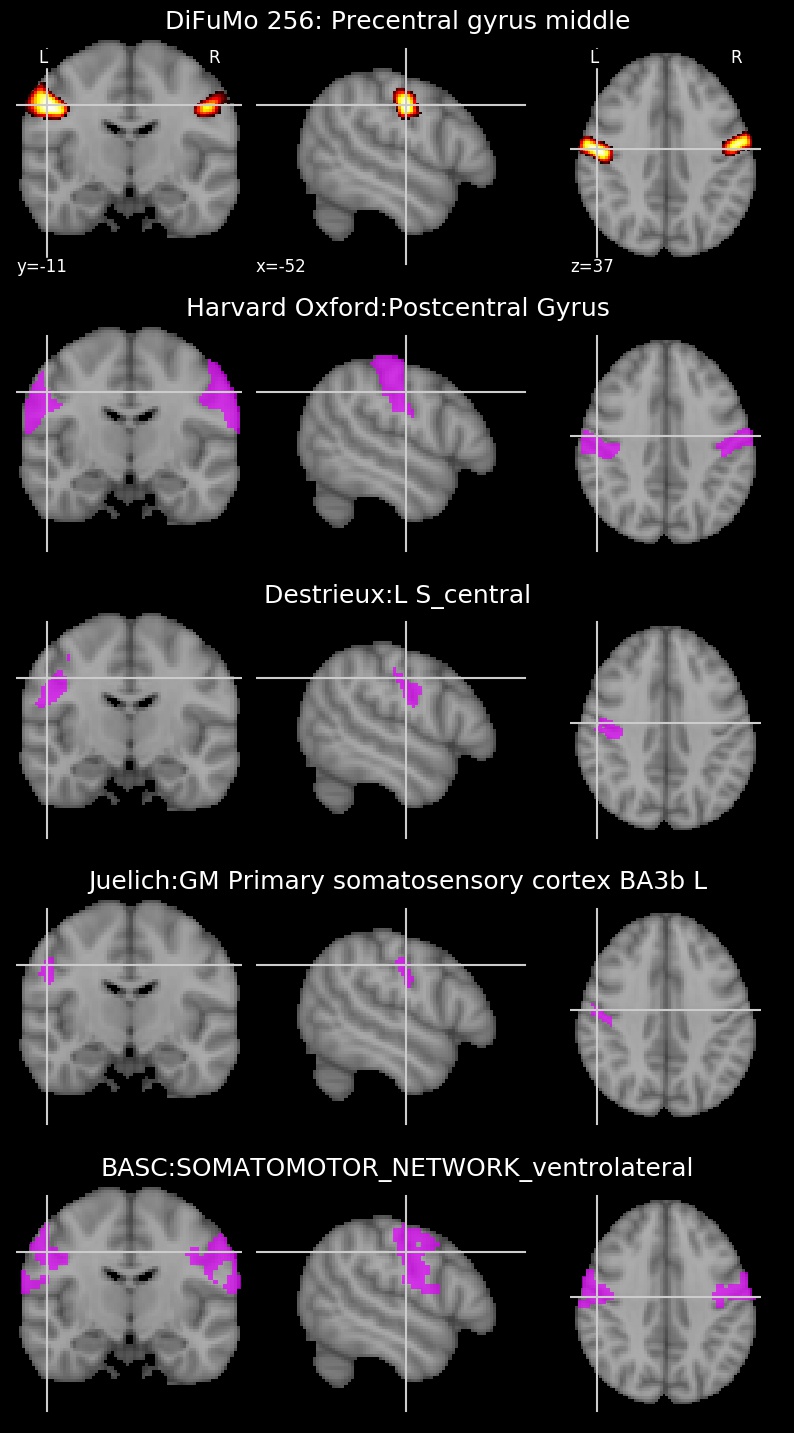 DiFuMo 256: Precentral gyrus middle
L R L R
y=-11 x=-52 z=37
Harvard Oxford:Postcentral Gyrus
Destrieux:L S_central
Juelich:GM Primary somatosensory cortex BA3b L
BASC:SOMATOMOTOR_NETWORK_ventrolateral